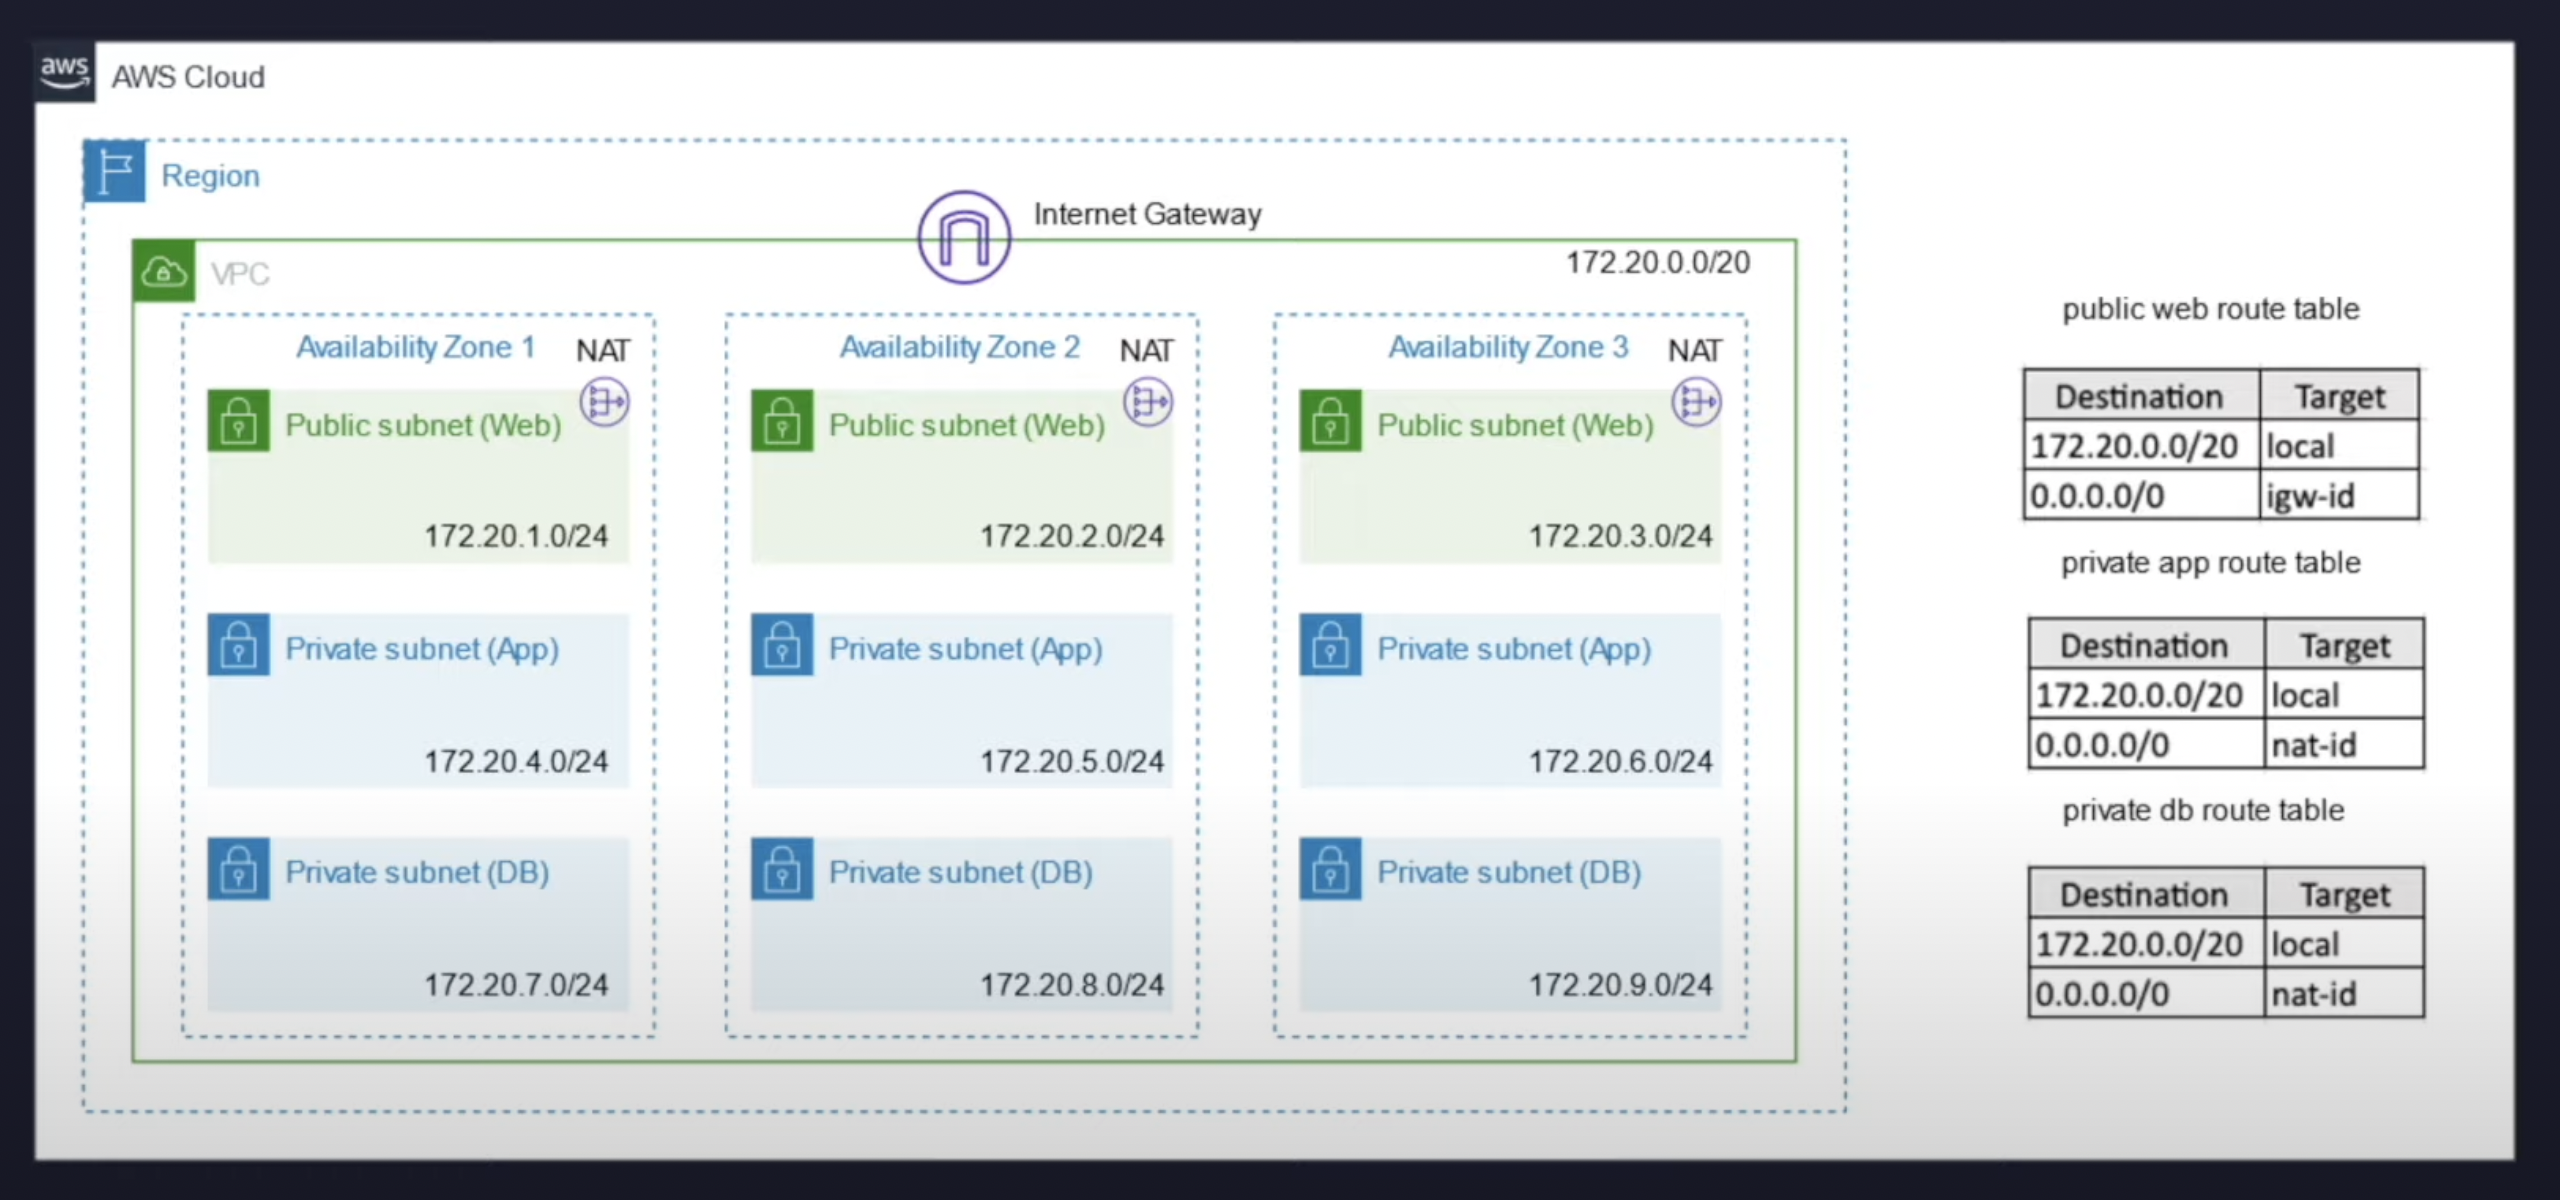 aws
AWS Cloud
Region
Internet Gateway
VPC
172.20.0.0/20
Availability Zone 1
NAT
Public subnet (Web)
172.20.1.0/24
Private subnet (App)
172.20.4.0/24
Private subnet (DB)
172.20.7.0/24
Availability Zone 2
NAT
Public subnet (Web)
172.20.2.0/24
Private subnet (App)
172.20.5.0/24
Private subnet (DB)
172.20.8.0/24
Availability Zone 3
NAT
Public subnet (Web)
172.20.3.0/24
Private subnet (App)
172.20.6.0/24
Private subnet (DB)
172.20.9.0/24
public web route table
Destination Target
172.20.0.0/20 local
0.0.0.0/0 igw-id
private app route table
Destination Target
172.20.0.0/20 local
0.0.0.0/0 nat-id
private db route table
Destination Target
172.20.0.0/20 local
0.0.0.0/0 nat-id